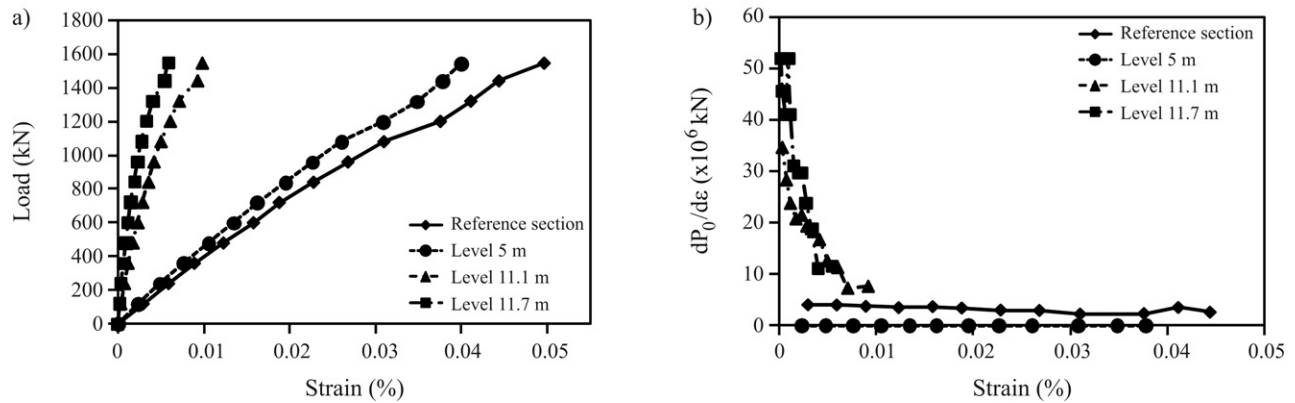 a)
Load (kN)
1800
1600
1400
1200
1000
800
600
400
200
0
0 0.01 0.02 0.03 0.04 0.05
Strain (%)
Reference section
Level 5 m
Level 11.1 m
Level 11.7 m
b)
dP₀/dε (x10⁶ kN)
60
50
40
30
20
10
0
0 0.01 0.02 0.03 0.04 0.05
Strain (%)
Reference section
Level 5 m
Level 11.1 m
Level 11.7 m